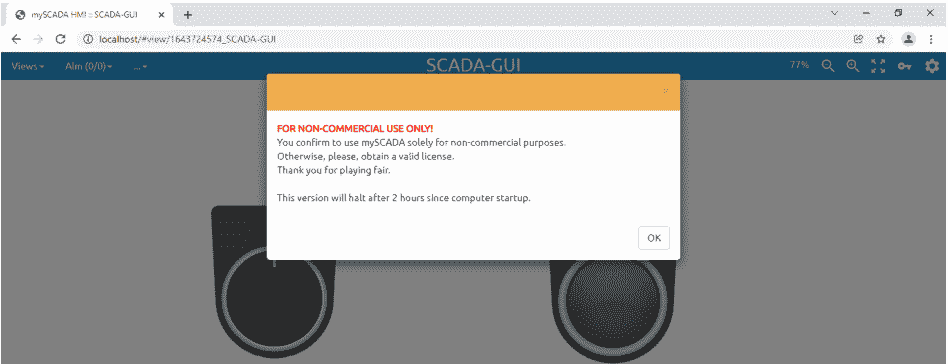 mySCADA HMI :: SCADA-GUI
localhost/#view/1643724574_SCADA-GUI
Views Alm (0/0) ... SCADA-GUI 77%
FOR NON-COMMERCIAL USE ONLY!
You confirm to use mySCADA solely for non-commercial purposes.
Otherwise, please, obtain a valid license.
Thank you for playing fair.
This version will halt after 2 hours since computer startup.
OK